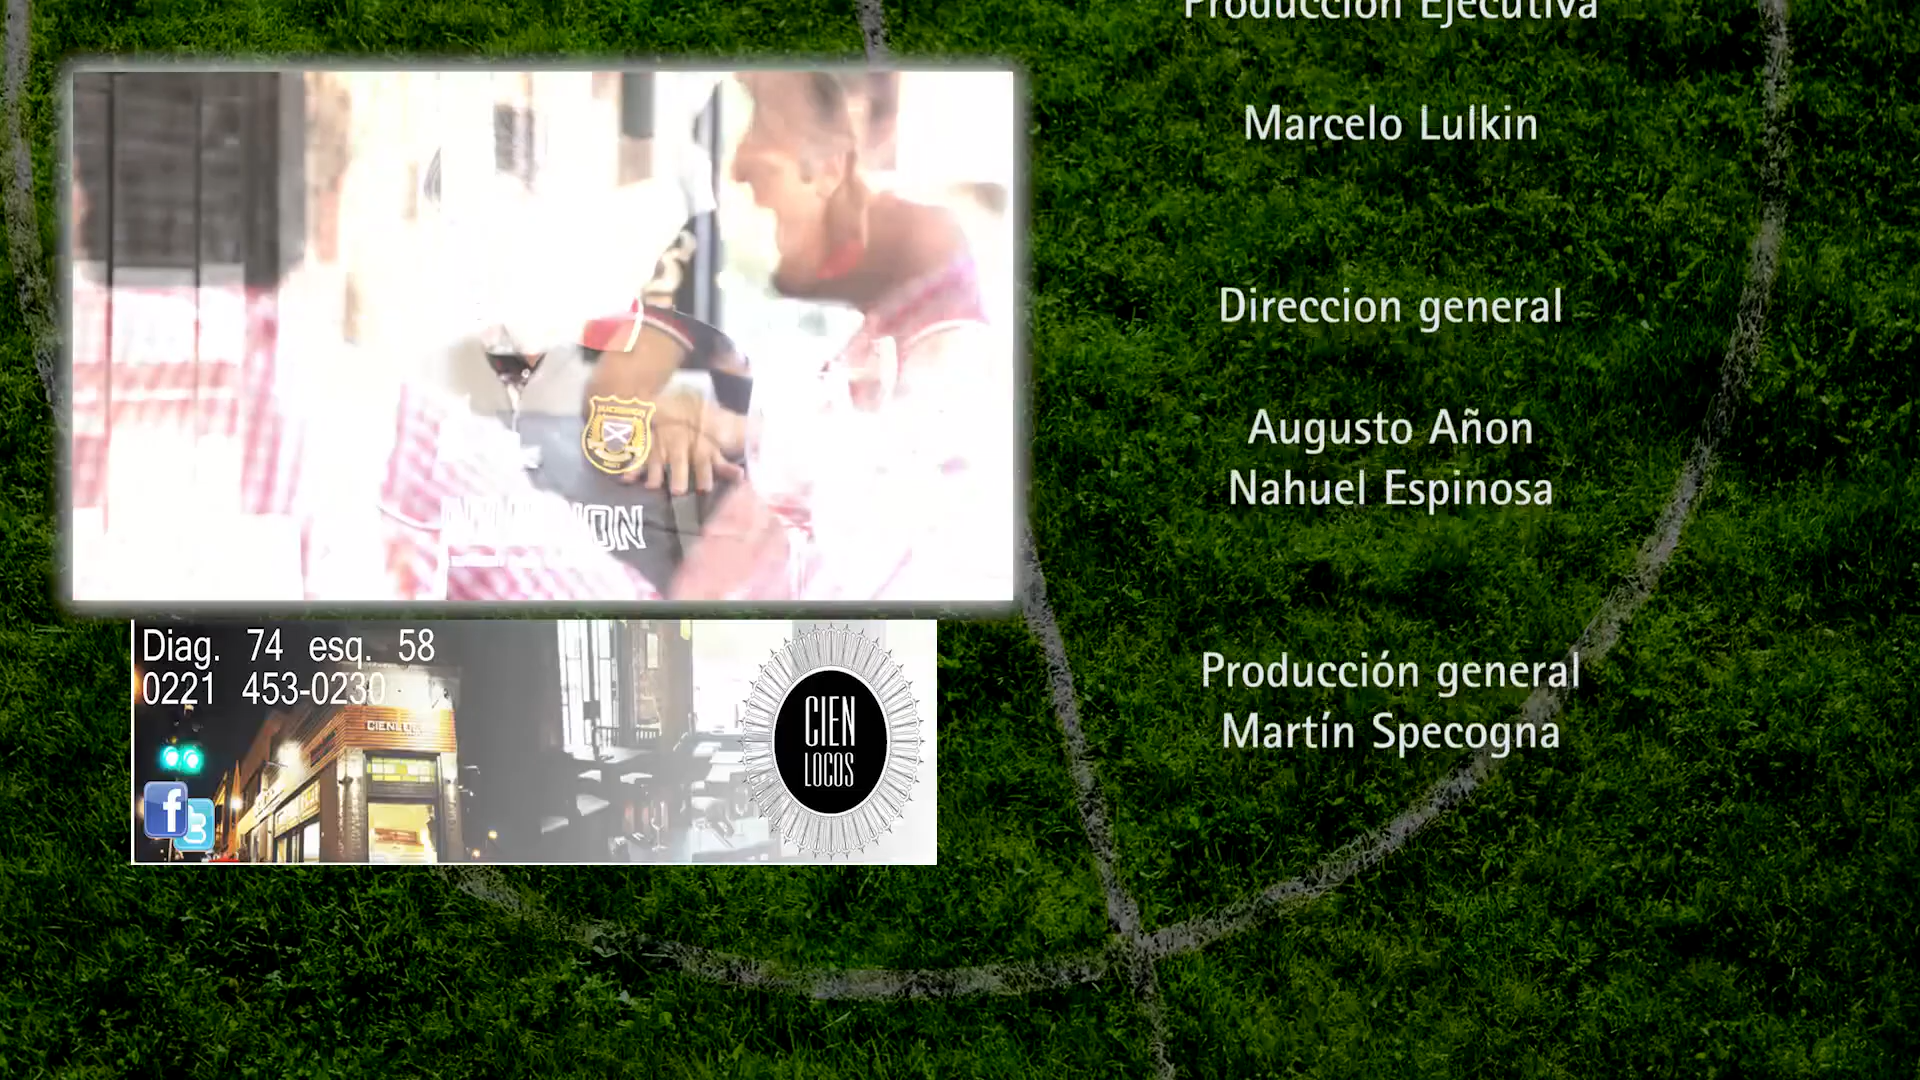 Producción Ejecutiva
Marcelo Lulkin
Direccion general
Augusto Añon
Nahuel Espinosa
Producción general
Martín Specogna
Diag. 74 esq. 58
0221 453-0230
CIEN
LOCOS